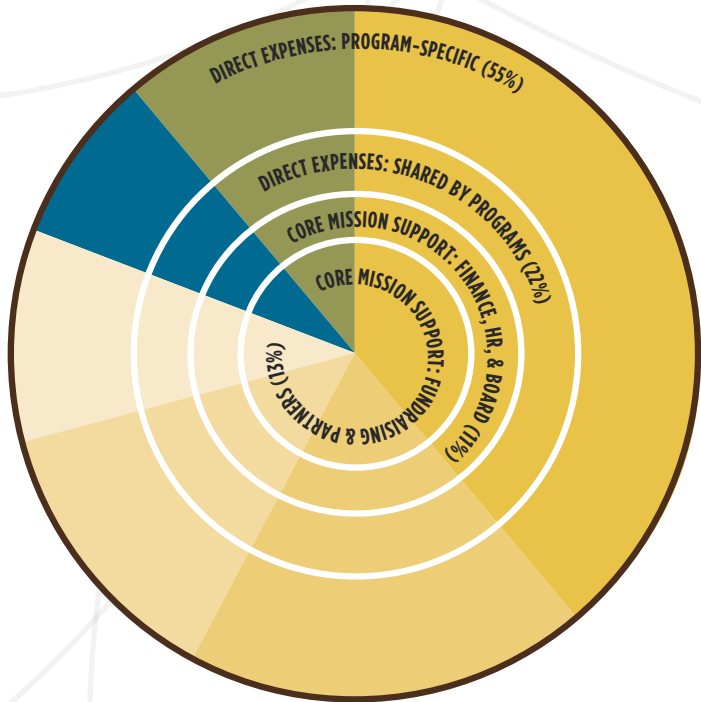 DIRECT EXPENSES: PROGRAM-SPECIFIC (55%)
DIRECT EXPENSES: SHARED BY PROGRAMS (22%)
CORE MISSION SUPPORT: FINANCE, HR, & BOARD (11%)
CORE MISSION SUPPORT: FUNDRAISING & PARTNERS (13%)